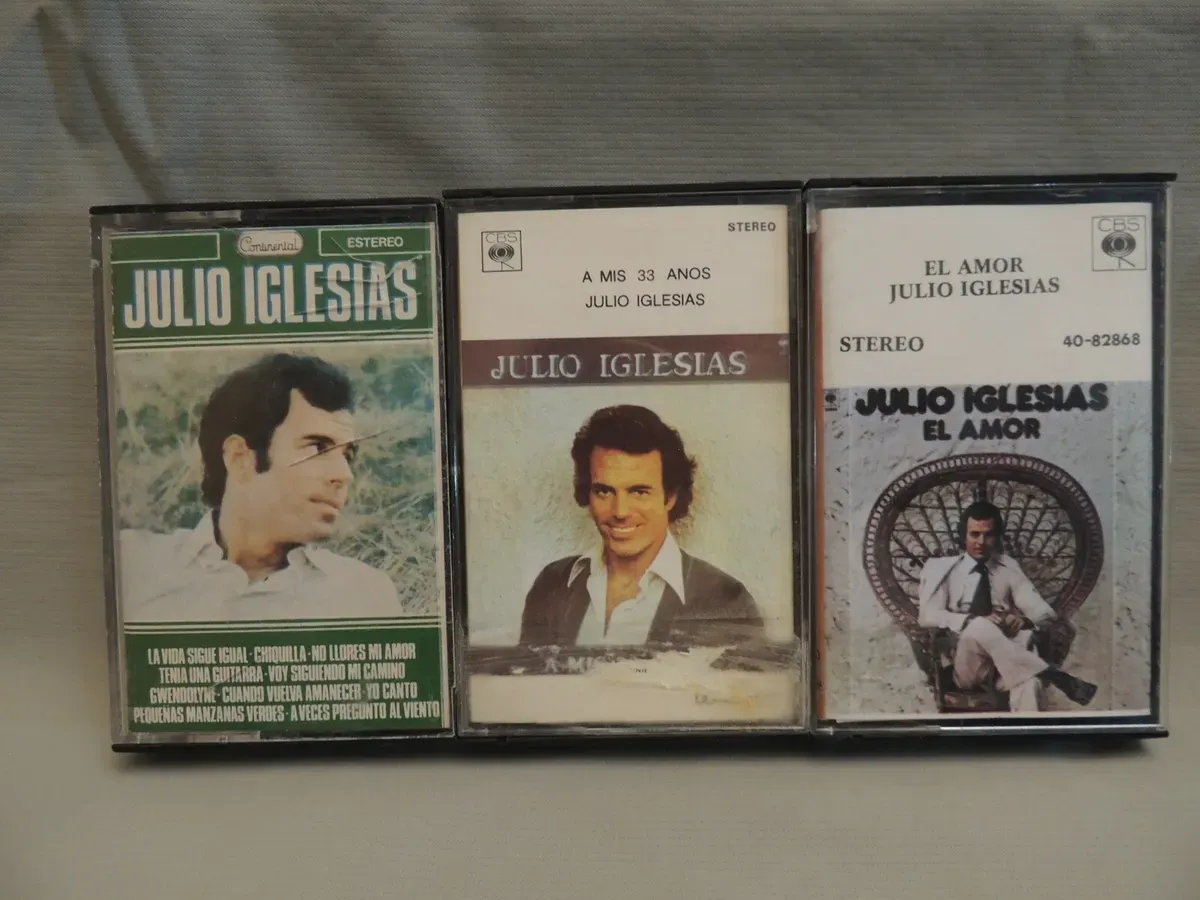 Continental
ESTEREO
JULIO IGLESIAS
LA VIDA SIGUE IGUAL · CHIQUILLA · NO LLORES MI AMOR
TENIA UNA GUITARRA · VOY SIGUIENDO MI CAMINO
GWENDOLYNE · CUANDO VUELVA AMANECER · YO CANTO
PEQUEÑAS MANZANAS VERDES · A VECES PREGUNTO AL VIENTO
CBS
STEREO
A MIS 33 ANOS
JULIO IGLESIAS
JULIO IGLESIAS
CBS
EL AMOR
JULIO IGLESIAS
STEREO
40-82868
JULIO IGLESIAS
EL AMOR